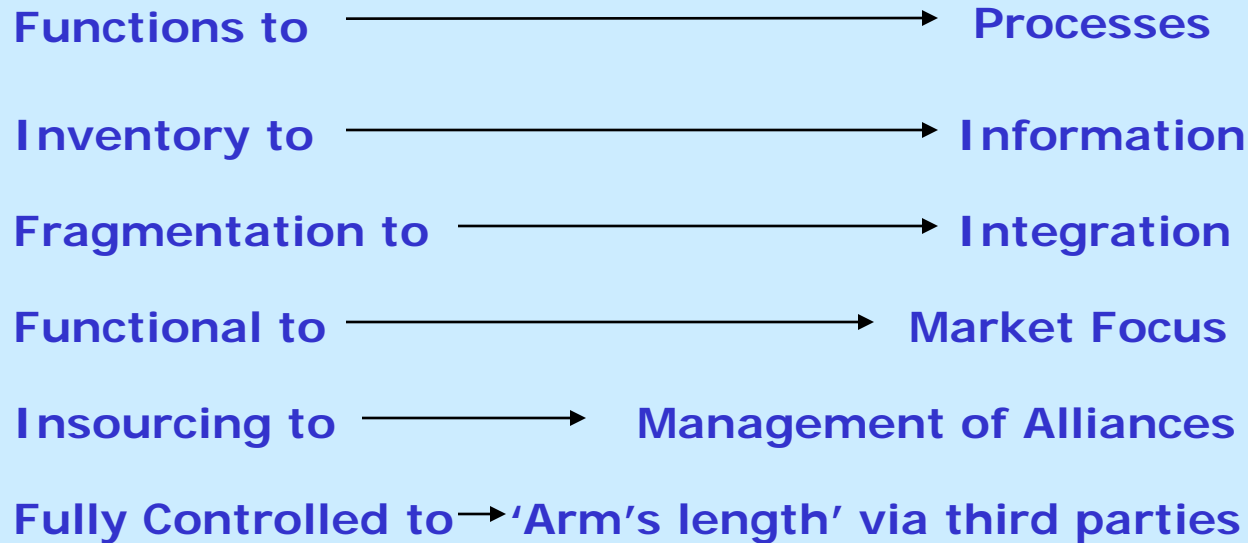 Functions to Processes
Inventory to Information
Fragmentation to Integration
Functional to Market Focus
Insourcing to Management of Alliances
Fully Controlled to ‘Arm’s length’ via third parties